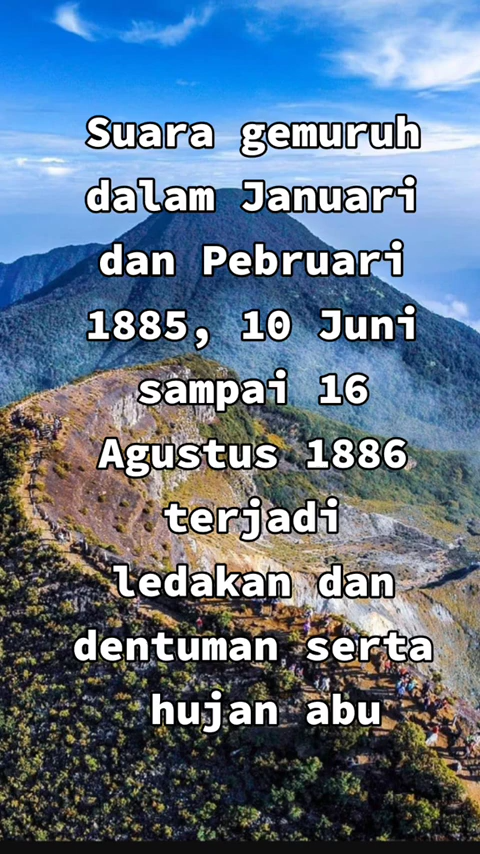 Suara gemuruh
dalam Januari
dan Pebruari
1885, 10 Juni
sampai 16
Agustus 1886
terjadi
ledakan dan
dentuman serta
hujan abu